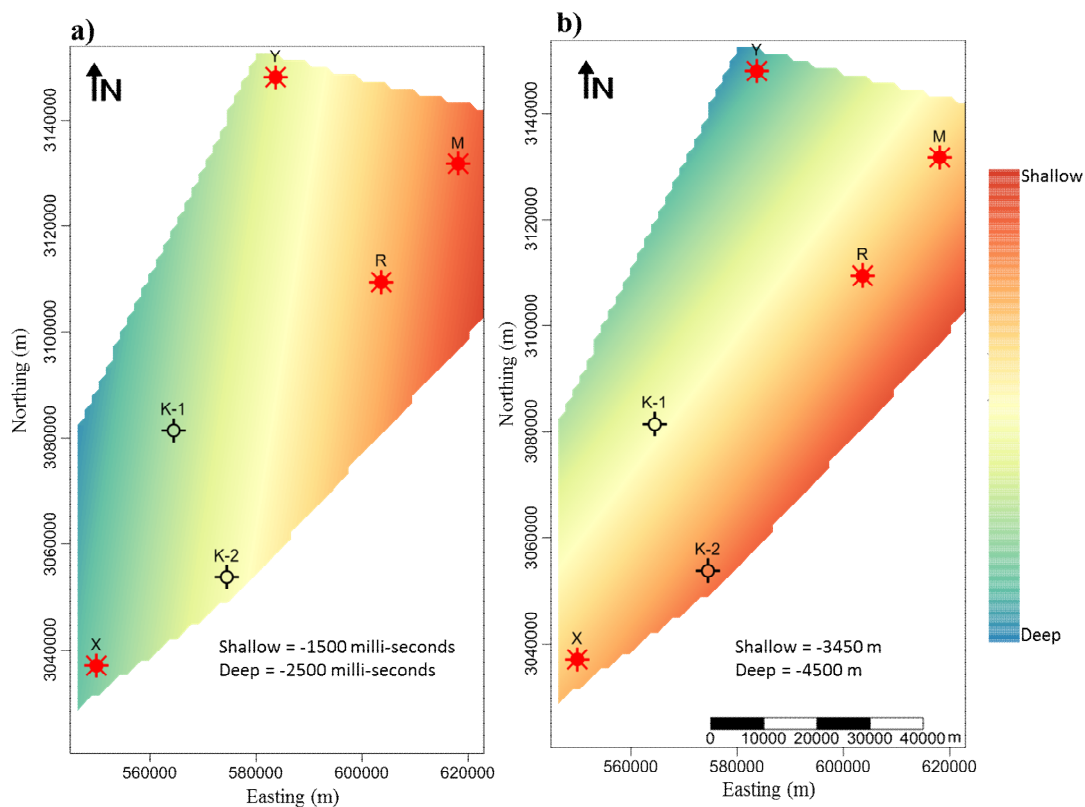 a)
N
Y
M
R
K-1
K-2
X
Shallow = -1500 milli-seconds
Deep = -2500 milli-seconds
3140000
3120000
3100000
3080000
3060000
3040000
Northing (m)
560000 580000 600000 620000
Easting (m)
b)
N
Y
M
R
K-1
K-2
X
Shallow = -3450 m
Deep = -4500 m
0 10000 20000 30000 40000 m
3140000
3120000
3100000
3080000
3060000
3040000
Northing (m)
560000 580000 600000 620000
Easting (m)
Shallow
Deep